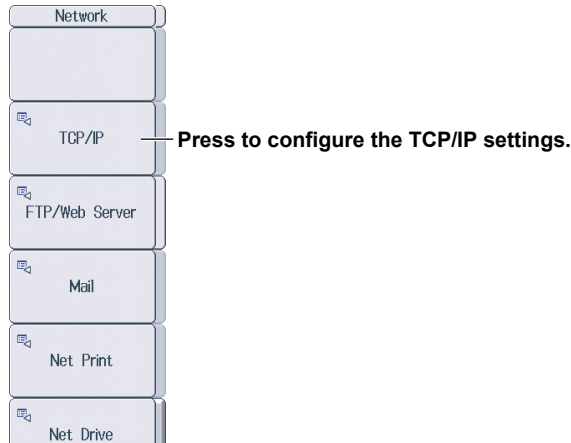 Network
TCP/IP
Press to configure the TCP/IP settings.
FTP/Web Server
Mail
Net Print
Net Drive